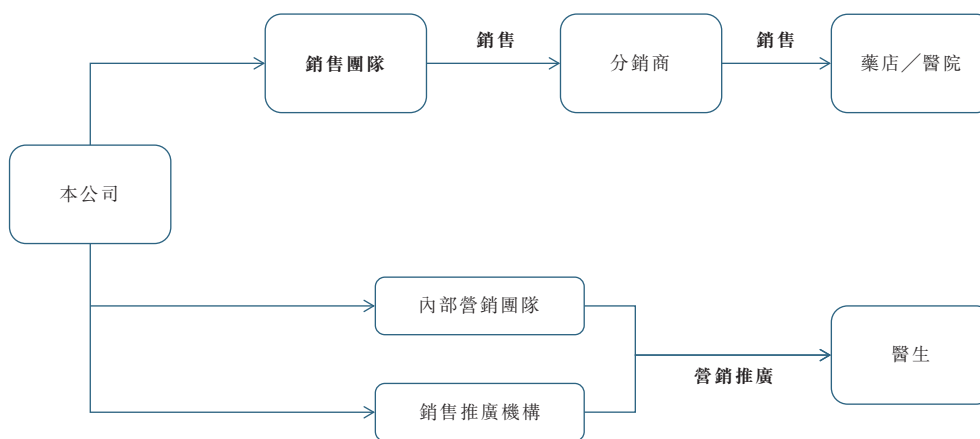 銷售
銷售
銷售團隊
分銷商
藥店／醫院
本公司
內部營銷團隊
醫生
營銷推廣
銷售推廣機構